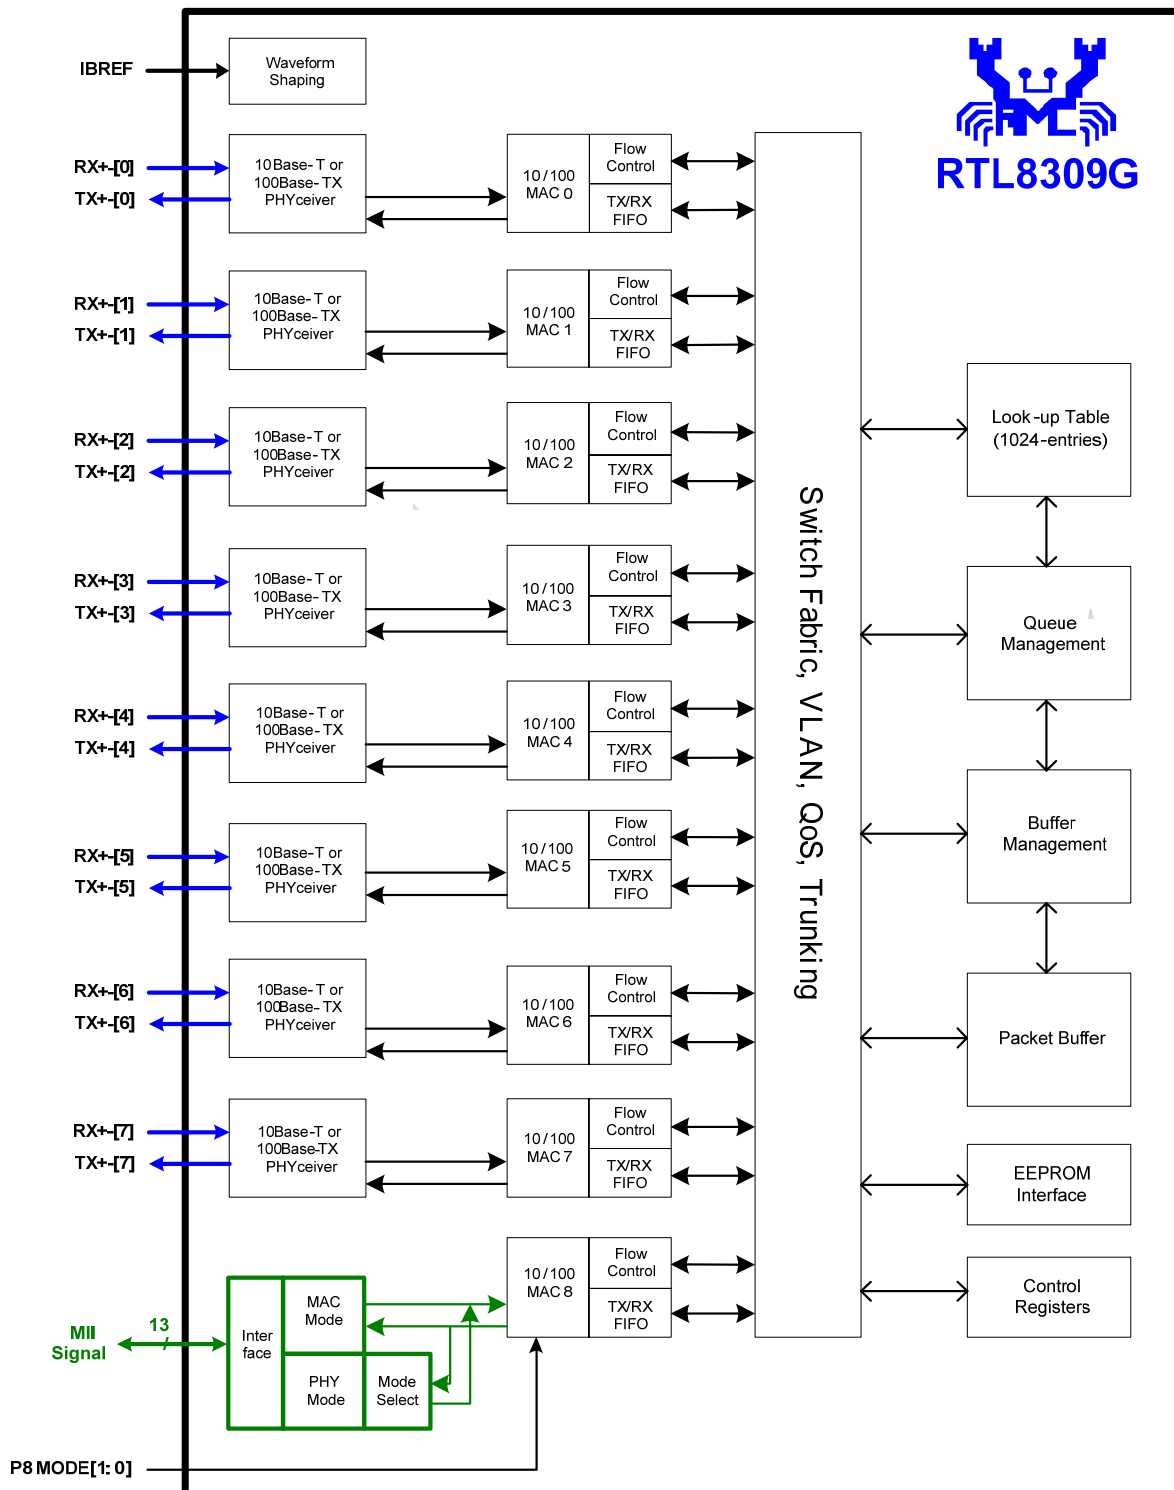 IBREF
Waveform
Shaping
RTL8309G
RX+-[0]
TX+-[0]
10Base-T or
100Base-TX
PHYceiver
10/100
MAC 0
Flow
Control
TX/RX
FIFO
RX+-[1]
TX+-[1]
10Base-T or
100Base-TX
PHYceiver
10/100
MAC 1
Flow
Control
TX/RX
FIFO
RX+-[2]
TX+-[2]
10Base-T or
100Base-TX
PHYceiver
10/100
MAC 2
Flow
Control
TX/RX
FIFO
RX+-[3]
TX+-[3]
10Base-T or
100Base-TX
PHYceiver
10/100
MAC 3
Flow
Control
TX/RX
FIFO
RX+-[4]
TX+-[4]
10Base-T or
100Base-TX
PHYceiver
10/100
MAC 4
Flow
Control
TX/RX
FIFO
RX+-[5]
TX+-[5]
10Base-T or
100Base-TX
PHYceiver
10/100
MAC 5
Flow
Control
TX/RX
FIFO
RX+-[6]
TX+-[6]
10Base-T or
100Base-TX
PHYceiver
10/100
MAC 6
Flow
Control
TX/RX
FIFO
RX+-[7]
TX+-[7]
10Base-T or
100Base-TX
PHYceiver
10/100
MAC 7
Flow
Control
TX/RX
FIFO
MII
Signal
13
Inter
face
MAC
Mode
PHY
Mode
Mode
Select
10/100
MAC 8
Flow
Control
TX/RX
FIFO
P8 MODE[1:0]
Switch Fabric, VLAN, QoS, Trunking
Look-up Table
(1024-entries)
Queue
Management
Buffer
Management
Packet Buffer
EEPROM
Interface
Control
Registers